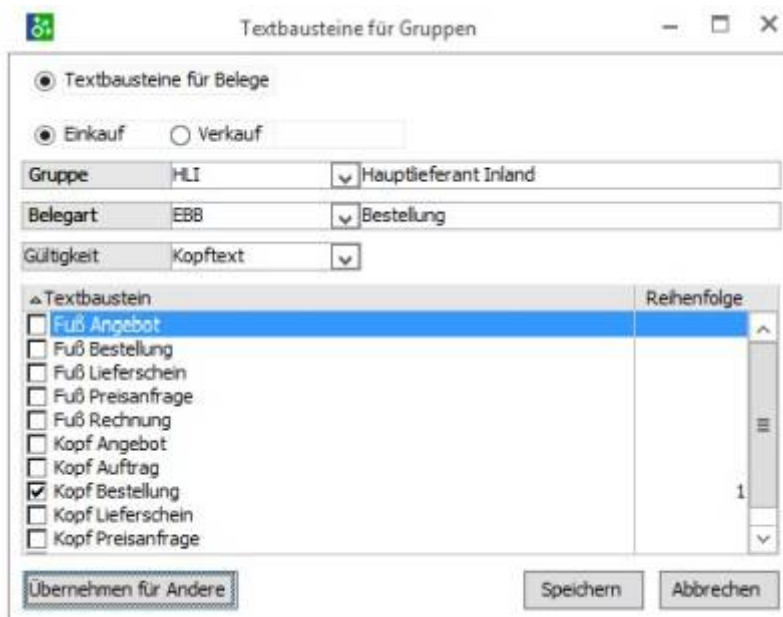 Textbausteine für Gruppen
Textbausteine für Belege
Einkauf Verkauf
Gruppe HLI Hauptlieferant Inland
Belegart EBB Bestellung
Gültigkeit Kopftext
Textbaustein Reihenfolge
Fuß Angebot
Fuß Bestellung
Fuß Lieferschein
Fuß Preisanfrage
Fuß Rechnung
Kopf Angebot
Kopf Auftrag
Kopf Bestellung 1
Kopf Lieferschein
Kopf Preisanfrage
Übernehmen für Andere Speichern Abbrechen